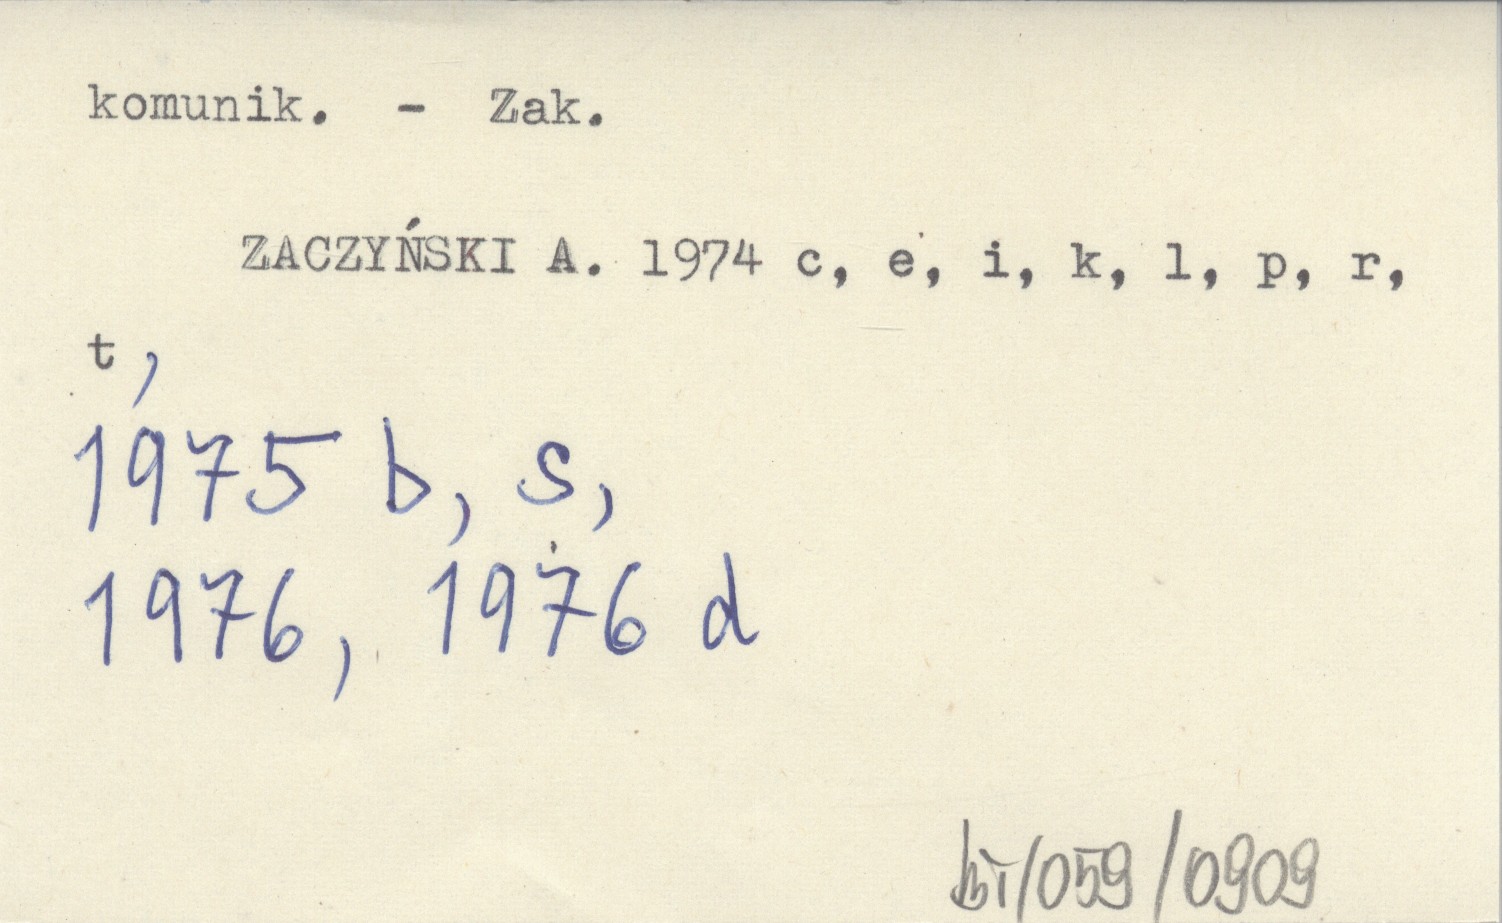 komunik. - Zak.
ZACZYŃSKI A. 1974 c, e, i, k, l, p, r,
t,
1975 b, s,
1976, 1976 d
bi/059/0909